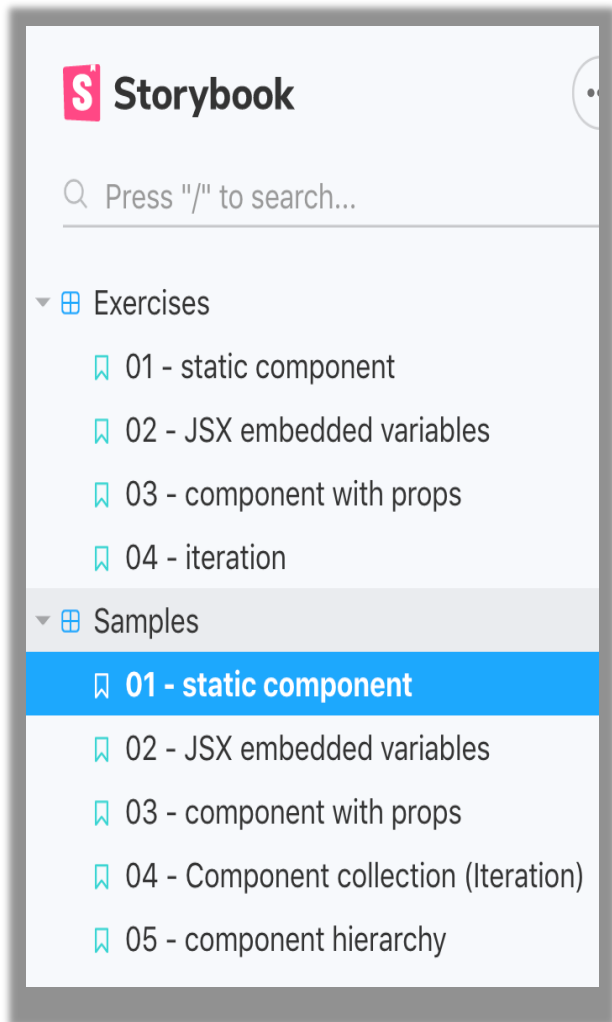 Storybook
Press "/" to search...
Exercises
01 - static component
02 - JSX embedded variables
03 - component with props
04 - iteration
Samples
01 - static component
02 - JSX embedded variables
03 - component with props
04 - Component collection (Iteration)
05 - component hierarchy